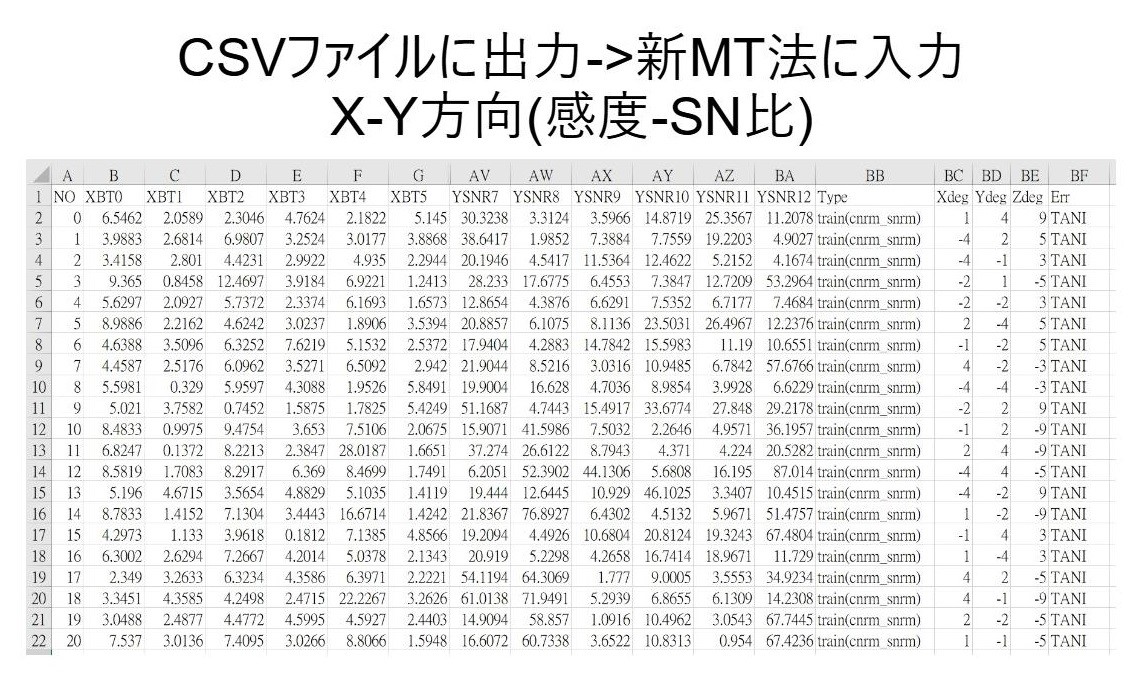 CSVファイルに出力->新MT法に入力
X-Y方向(感度-SN比)
A B C D E F G AV AW AX AY AZ BA BB BC BD BE BF
1 NO XBT0 XBT1 XBT2 XBT3 XBT4 XBT5 YSNR7 YSNR8 YSNR9 YSNR10 YSNR11 YSNR12 Type Xdeg Ydeg Zdeg Err
2 0 6.5462 2.0589 2.3046 4.7624 2.1822 5.145 30.3238 3.3124 3.5966 14.8719 25.3567 11.2078 train(cnrm_snrm) 1 4 9 TANI
3 1 3.9883 2.6814 6.9807 3.2524 3.0177 3.8868 38.6417 1.9852 7.3884 7.7559 19.2203 4.9027 train(cnrm_snrm) -4 2 5 TANI
4 2 3.4158 2.801 4.4231 2.9922 4.935 2.2944 20.1946 4.5417 11.5364 12.4622 5.2152 4.1674 train(cnrm_snrm) -4 -1 3 TANI
5 3 9.365 0.8458 12.4697 3.9184 6.9221 1.2413 28.233 17.6775 6.4553 7.3847 12.7209 53.2964 train(cnrm_snrm) -2 1 -5 TANI
6 4 5.6297 2.0927 5.7372 2.3374 6.1693 1.6573 12.8654 4.3876 6.6291 7.5352 6.7177 7.4684 train(cnrm_snrm) -2 -2 3 TANI
7 5 8.9886 2.2162 4.6242 3.0237 1.8906 3.5394 20.8857 6.1075 8.1136 23.5031 26.4967 12.2376 train(cnrm_snrm) 2 -4 5 TANI
8 6 4.6388 3.5096 6.3252 7.6219 5.1532 2.5372 17.9404 4.2883 14.7842 15.5983 11.19 10.6551 train(cnrm_snrm) -1 -2 5 TANI
9 7 4.4587 2.5176 6.0962 3.5271 6.5092 2.942 21.9044 8.5216 3.0316 10.9485 6.7842 57.6766 train(cnrm_snrm) 4 -2 -3 TANI
10 8 5.5981 0.329 5.9597 4.3088 1.9526 5.8491 19.9004 16.628 4.7036 8.9854 3.9928 6.6229 train(cnrm_snrm) -4 -4 -3 TANI
11 9 5.021 3.7582 0.7452 1.5875 1.7825 5.4249 51.1687 4.7443 15.4917 33.6774 27.848 29.2178 train(cnrm_snrm) -2 2 9 TANI
12 10 8.4833 0.9975 9.4754 3.653 7.5106 2.0675 15.9071 41.5986 7.5032 2.2646 4.9571 36.1957 train(cnrm_snrm) -1 2 -9 TANI
13 11 6.8247 0.1372 8.2213 2.3847 28.0187 1.6651 37.274 26.6122 8.7943 4.371 4.224 20.5282 train(cnrm_snrm) 2 4 -9 TANI
14 12 8.5819 1.7083 8.2917 6.369 8.4699 1.7491 6.2051 52.3902 44.1306 5.6808 16.195 87.014 train(cnrm_snrm) -4 4 -5 TANI
15 13 5.196 4.6715 3.5654 4.8829 5.1035 1.4119 19.444 12.6445 10.929 46.1025 3.3407 10.4515 train(cnrm_snrm) -4 -2 9 TANI
16 14 8.7833 1.4152 7.1304 3.4443 16.6714 1.4242 21.8367 76.8927 6.4302 4.5132 5.9671 51.4757 train(cnrm_snrm) 1 -2 -9 TANI
17 15 4.2973 1.133 3.9618 0.1812 7.1385 4.8566 19.2094 4.4926 10.6804 20.8124 19.3243 67.4804 train(cnrm_snrm) -1 4 3 TANI
18 16 6.3002 2.6294 7.2667 4.2014 5.0378 2.1343 20.919 5.2298 4.2658 16.7414 18.9671 11.729 train(cnrm_snrm) 1 -4 3 TANI
19 17 2.349 3.2633 6.3234 4.3586 6.3971 2.2221 54.1194 64.3069 1.777 9.0005 3.5553 34.9234 train(cnrm_snrm) 4 2 -5 TANI
20 18 3.3451 4.3585 4.2498 2.4715 22.2267 3.2626 61.0138 71.9491 5.2939 6.8655 6.1309 14.2308 train(cnrm_snrm) 4 -1 -9 TANI
21 19 3.0488 2.4877 4.4772 4.5995 4.5927 2.4403 14.9094 58.857 1.0916 10.4962 3.0543 67.7445 train(cnrm_snrm) 2 -2 -5 TANI
22 20 7.537 3.0136 7.4095 3.0266 8.8066 1.5948 16.6072 60.7338 3.6522 10.8313 0.954 67.4236 train(cnrm_snrm) 1 -1 -5 TANI